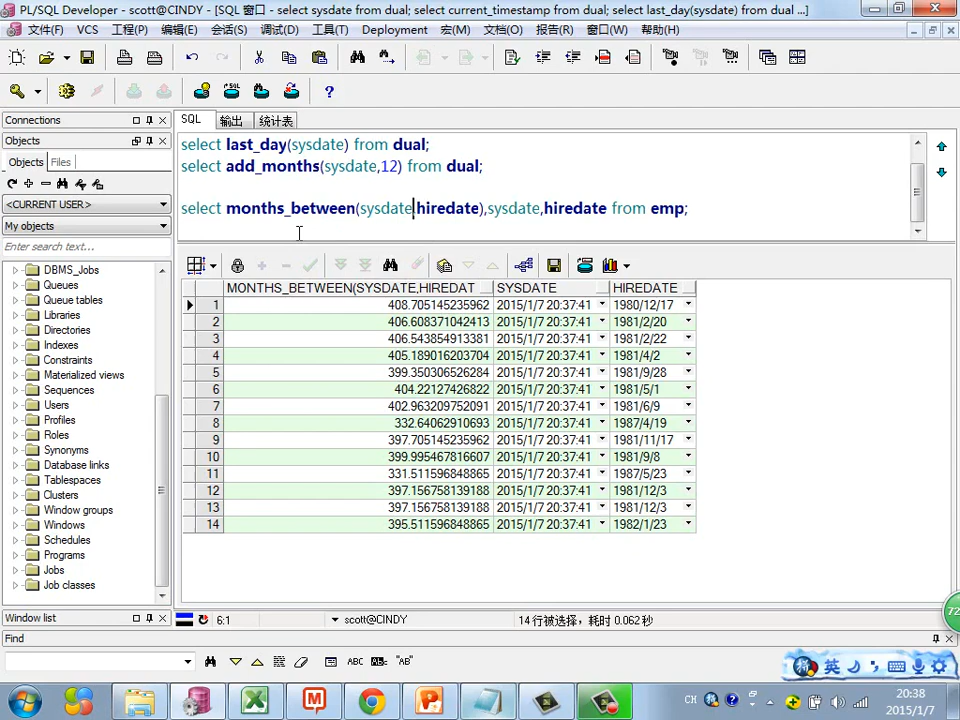 PL/SQL Developer - scott@CINDY - [SQL 窗口 - select sysdate from dual; select current_timestamp from dual; select last_day(sysdate) from dual ...]
文件(F) VCS 工程(P) 编辑(E) 会话(S) 调试(D) 工具(T) Deployment 宏(M) 文档(O) 报告(R) 窗口(W) 帮助(H)
Connections
Objects
Objects Files
<CURRENT USER>
My objects
Enter search text...
DBMS_Jobs
Queues
Queue tables
Libraries
Directories
Indexes
Constraints
Materialized views
Sequences
Users
Profiles
Roles
Synonyms
Database links
Tablespaces
Clusters
Window groups
Windows
Schedules
Programs
Jobs
Job classes
Window list
SQL 输出 统计表
select last_day(sysdate) from dual;
select add_months(sysdate,12) from dual;
select months_between(sysdate,hiredate),sysdate,hiredate from emp;
MONTHS_BETWEEN(SYSDATE,HIREDAT SYSDATE HIREDATE
1 408.705145235962 2015/1/7 20:37:41 1980/12/17
2 406.608371042413 2015/1/7 20:37:41 1981/2/20
3 406.543854913381 2015/1/7 20:37:41 1981/2/22
4 405.189016203704 2015/1/7 20:37:41 1981/4/2
5 399.350306526284 2015/1/7 20:37:41 1981/9/28
6 404.22127426822 2015/1/7 20:37:41 1981/5/1
7 402.963209752091 2015/1/7 20:37:41 1981/6/9
8 332.64062910693 2015/1/7 20:37:41 1987/4/19
9 397.705145235962 2015/1/7 20:37:41 1981/11/17
10 399.995467816607 2015/1/7 20:37:41 1981/9/8
11 331.511596848865 2015/1/7 20:37:41 1987/5/23
12 397.156758139188 2015/1/7 20:37:41 1981/12/3
13 397.156758139188 2015/1/7 20:37:41 1981/12/3
14 395.511596848865 2015/1/7 20:37:41 1982/1/23
6:1 scott@CINDY 14 行被选择，耗时 0.062 秒
72
Find
ABC ABc "AB"
英
CH
20:38
2015/1/7